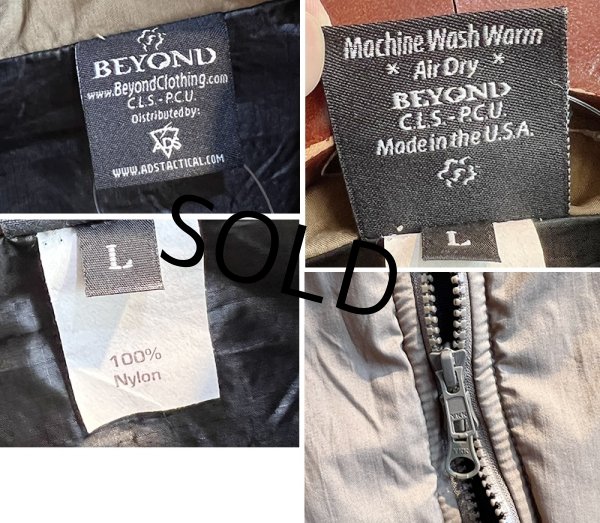 BEYOND
www.BeyondClothing.com
C.L.S. - P.C.U.
Distributed by:
ADS
WWW.ADSTACTICAL.COM
Machine Wash Warm
* Air Dry *
BEYOND
C.L.S. - P.C.U.
Made in the U.S.A.
L
L
100%
Nylon
SOLD
YKK